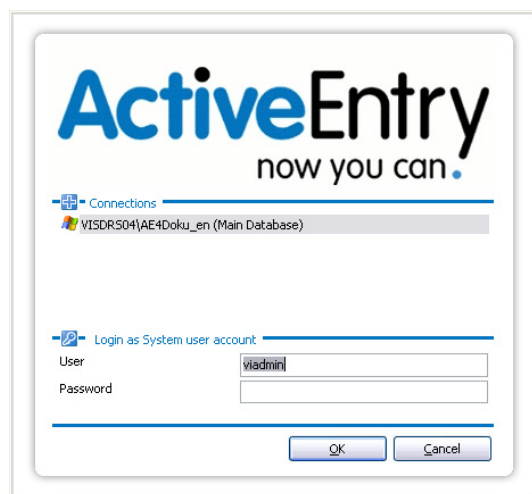 ActiveEntry
now you can.
Connections
VISDRS04\AE4Doku_en (Main Database)
Login as System user account
User viadmin
Password
OK Cancel